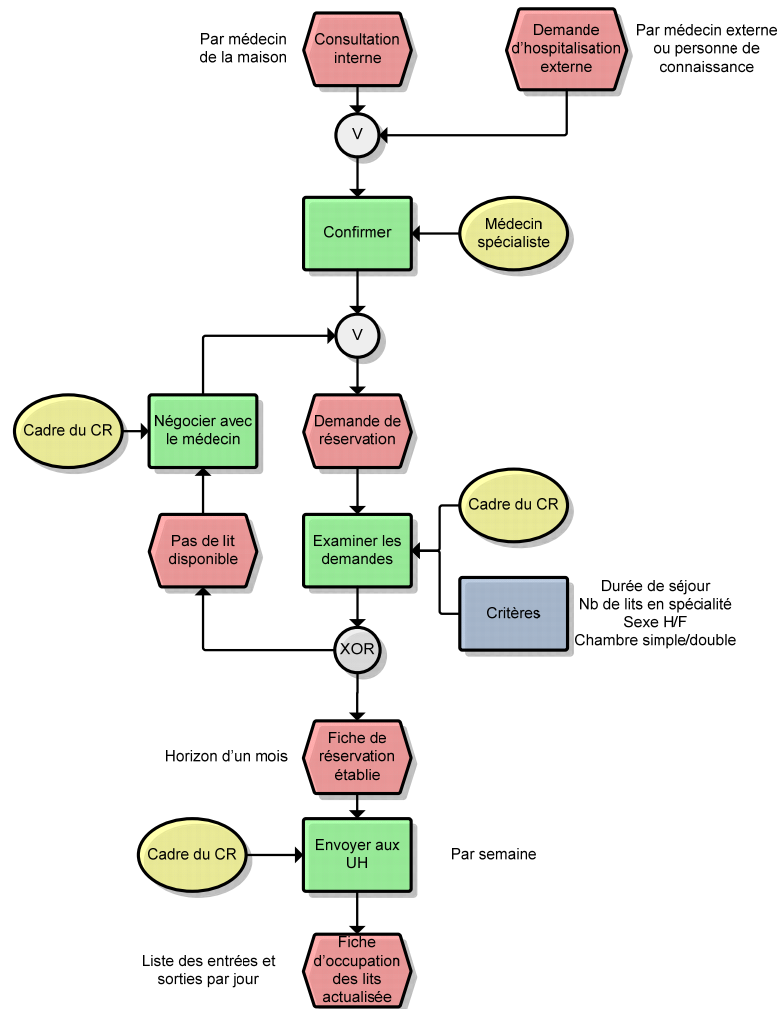 Par médecin
de la maison
Consultation
interne
Demande
d'hospitalisation
externe
Par médecin externe
ou personne de
connaissance
V
Confirmer
Médecin
spécialiste
V
Cadre du CR
Négocier avec
le médecin
Demande de
réservation
Pas de lit
disponible
Examiner les
demandes
Cadre du CR
Critères
Durée de séjour
Nb de lits en spécialité
Sexe H/F
Chambre simple/double
XOR
Horizon d'un mois
Fiche de
réservation
établie
Cadre du CR
Envoyer aux
UH
Par semaine
Liste des entrées et
sorties par jour
Fiche
d'occupation
des lits
actualisée